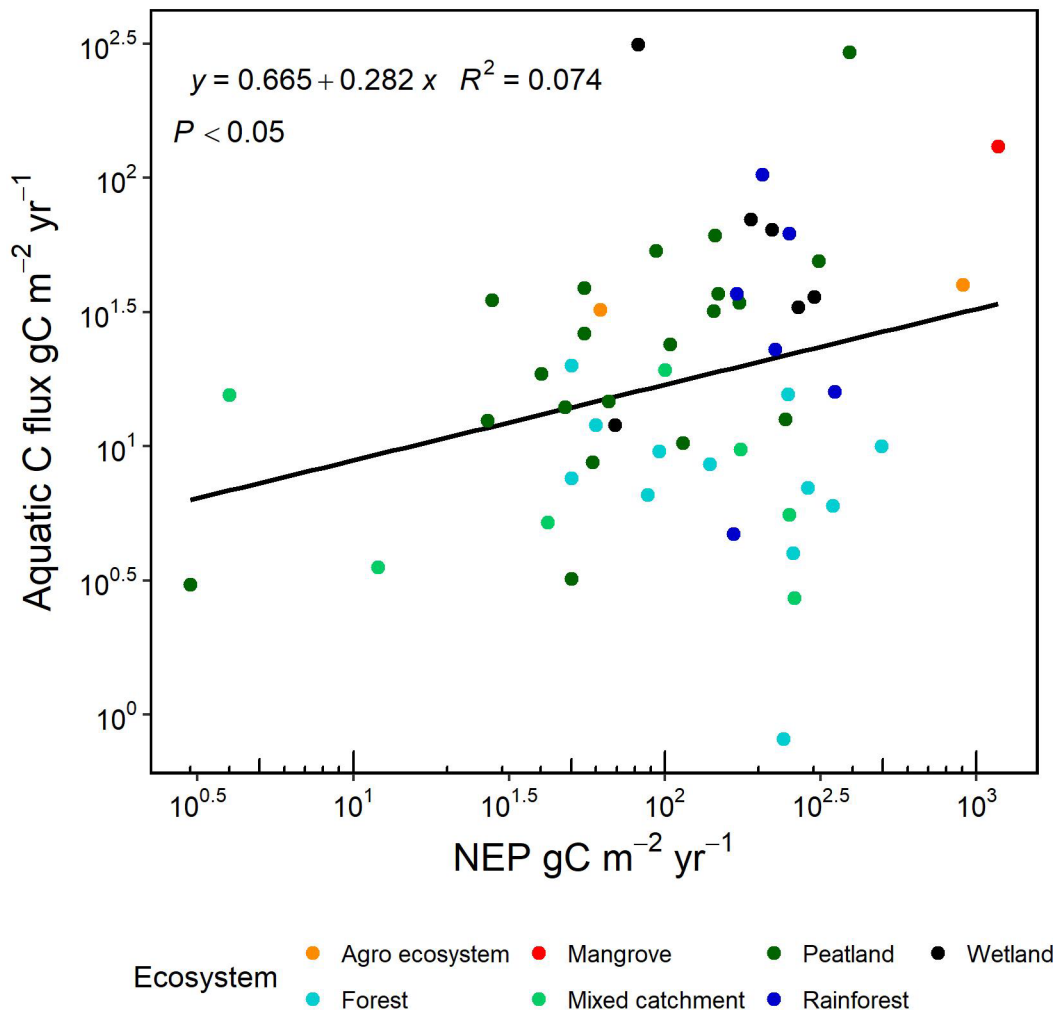 y = 0.665 + 0.282 x R² = 0.074
P < 0.05
Aquatic C flux gC m⁻² yr⁻¹
10^2.5
10^2
10^1.5
10^1
10^0.5
10^0
10^0.5 10^1 10^1.5 10^2 10^2.5 10^3
NEP gC m⁻² yr⁻¹
Ecosystem
Agro ecosystem Mangrove Peatland Wetland
Forest Mixed catchment Rainforest